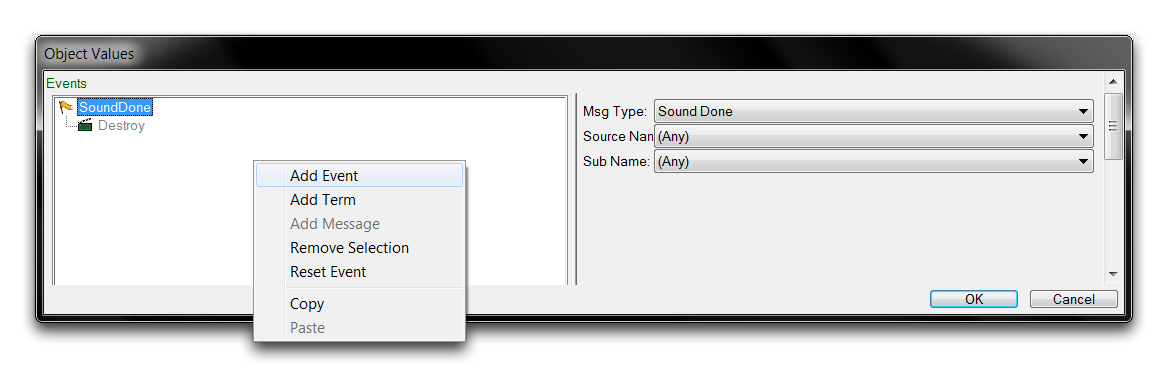 Object Values
Events
SoundDone
Destroy
Msg Type: Sound Done
Source Nan (Any)
Sub Name: (Any)
Add Event
Add Term
Add Message
Remove Selection
Reset Event
Copy
Paste
OK Cancel